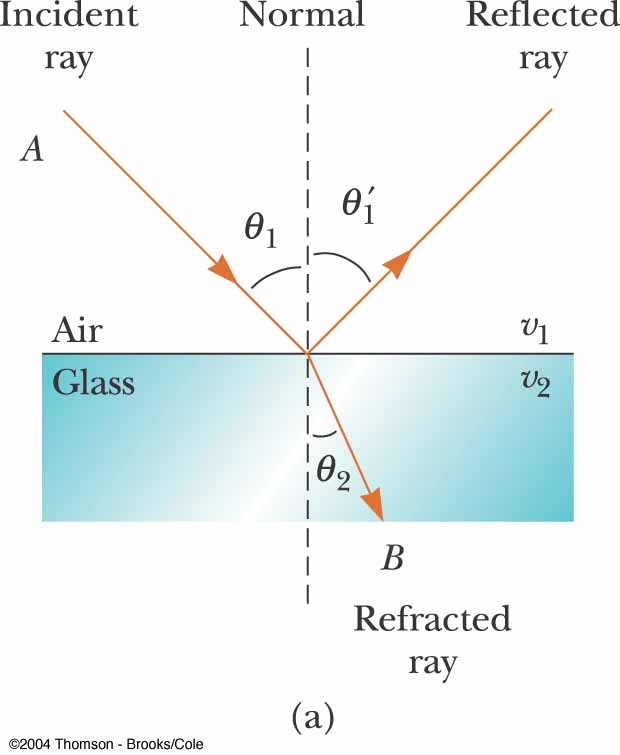 Incident ray
Normal
Reflected ray
A
θ₁
θ₁′
Air
v₁
Glass
v₂
θ₂
B
Refracted ray
(a)
©2004 Thomson - Brooks/Cole